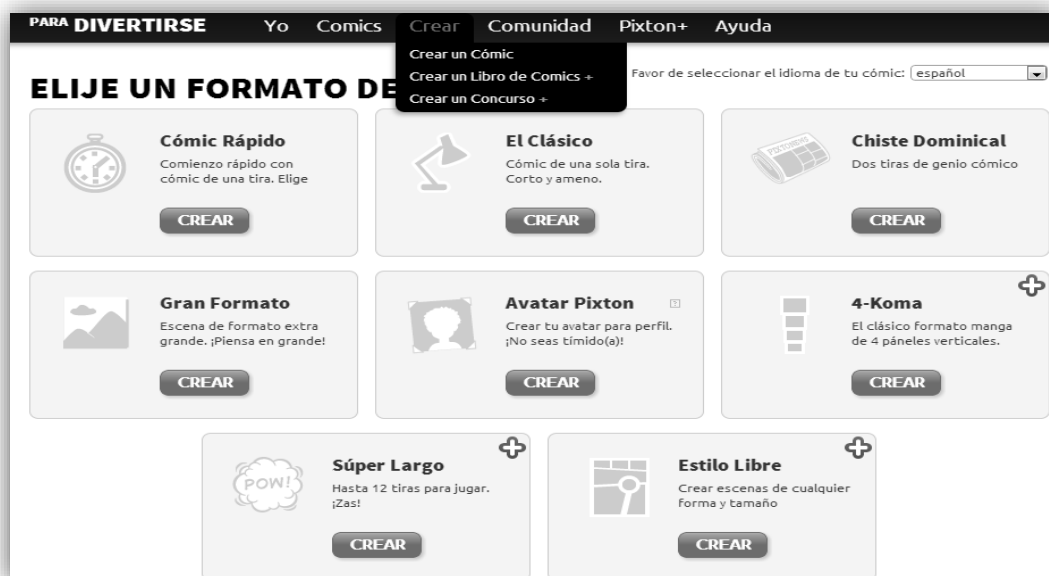 PARA DIVERTIRSE Yo Comics Crear Comunidad Pixton+ Ayuda
Crear un Cómic
Crear un Libro de Comics +
Crear un Concurso +
ELIJE UN FORMATO DE
Favor de seleccionar el idioma de tu cómic: español
Cómic Rápido
Comienzo rápido con
cómic de una tira. Elige
CREAR
El Clásico
Cómic de una sola tira.
Corto y ameno.
CREAR
PIXTON NEWS
Chiste Dominical
Dos tiras de genio cómico
CREAR
Gran Formato
Escena de formato extra
grande. ¡Piensa en grande!
CREAR
Avatar Pixton ?
Crear tu avatar para perfil.
¡No seas tímido(a)!
CREAR
4-Koma
El clásico formato manga
de 4 páneles verticales.
CREAR
POW!
Súper Largo
Hasta 12 tiras para jugar.
¡Zas!
CREAR
Estilo Libre
Crear escenas de cualquier
forma y tamaño
CREAR